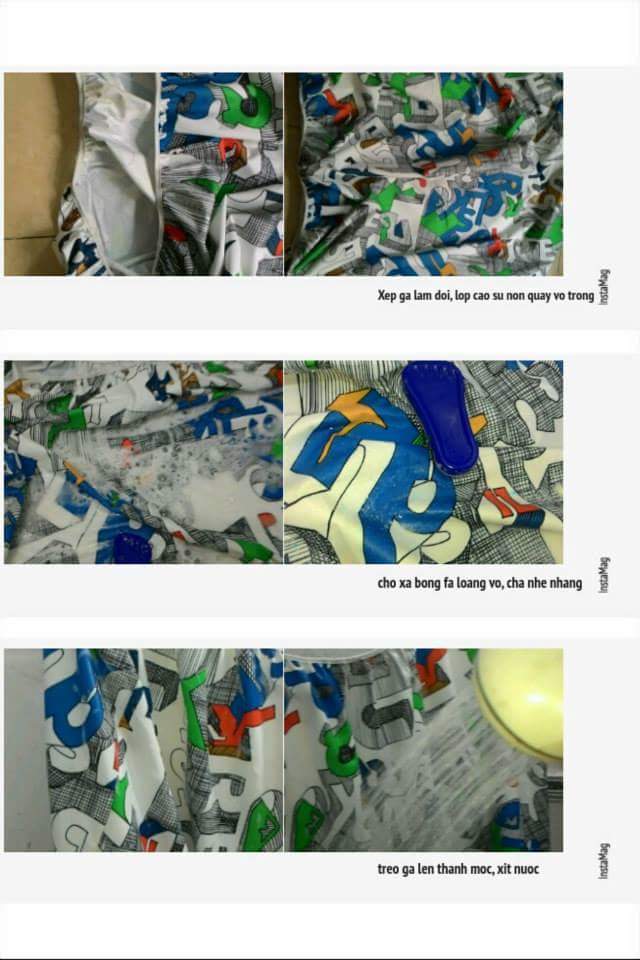 Xep ga lam doi, lop cao su non quay vo trong
InstaMag
cho xa bong fa loang vo, cha nhe nhang
InstaMag
treo ga len thanh moc, xit nuoc
InstaMag